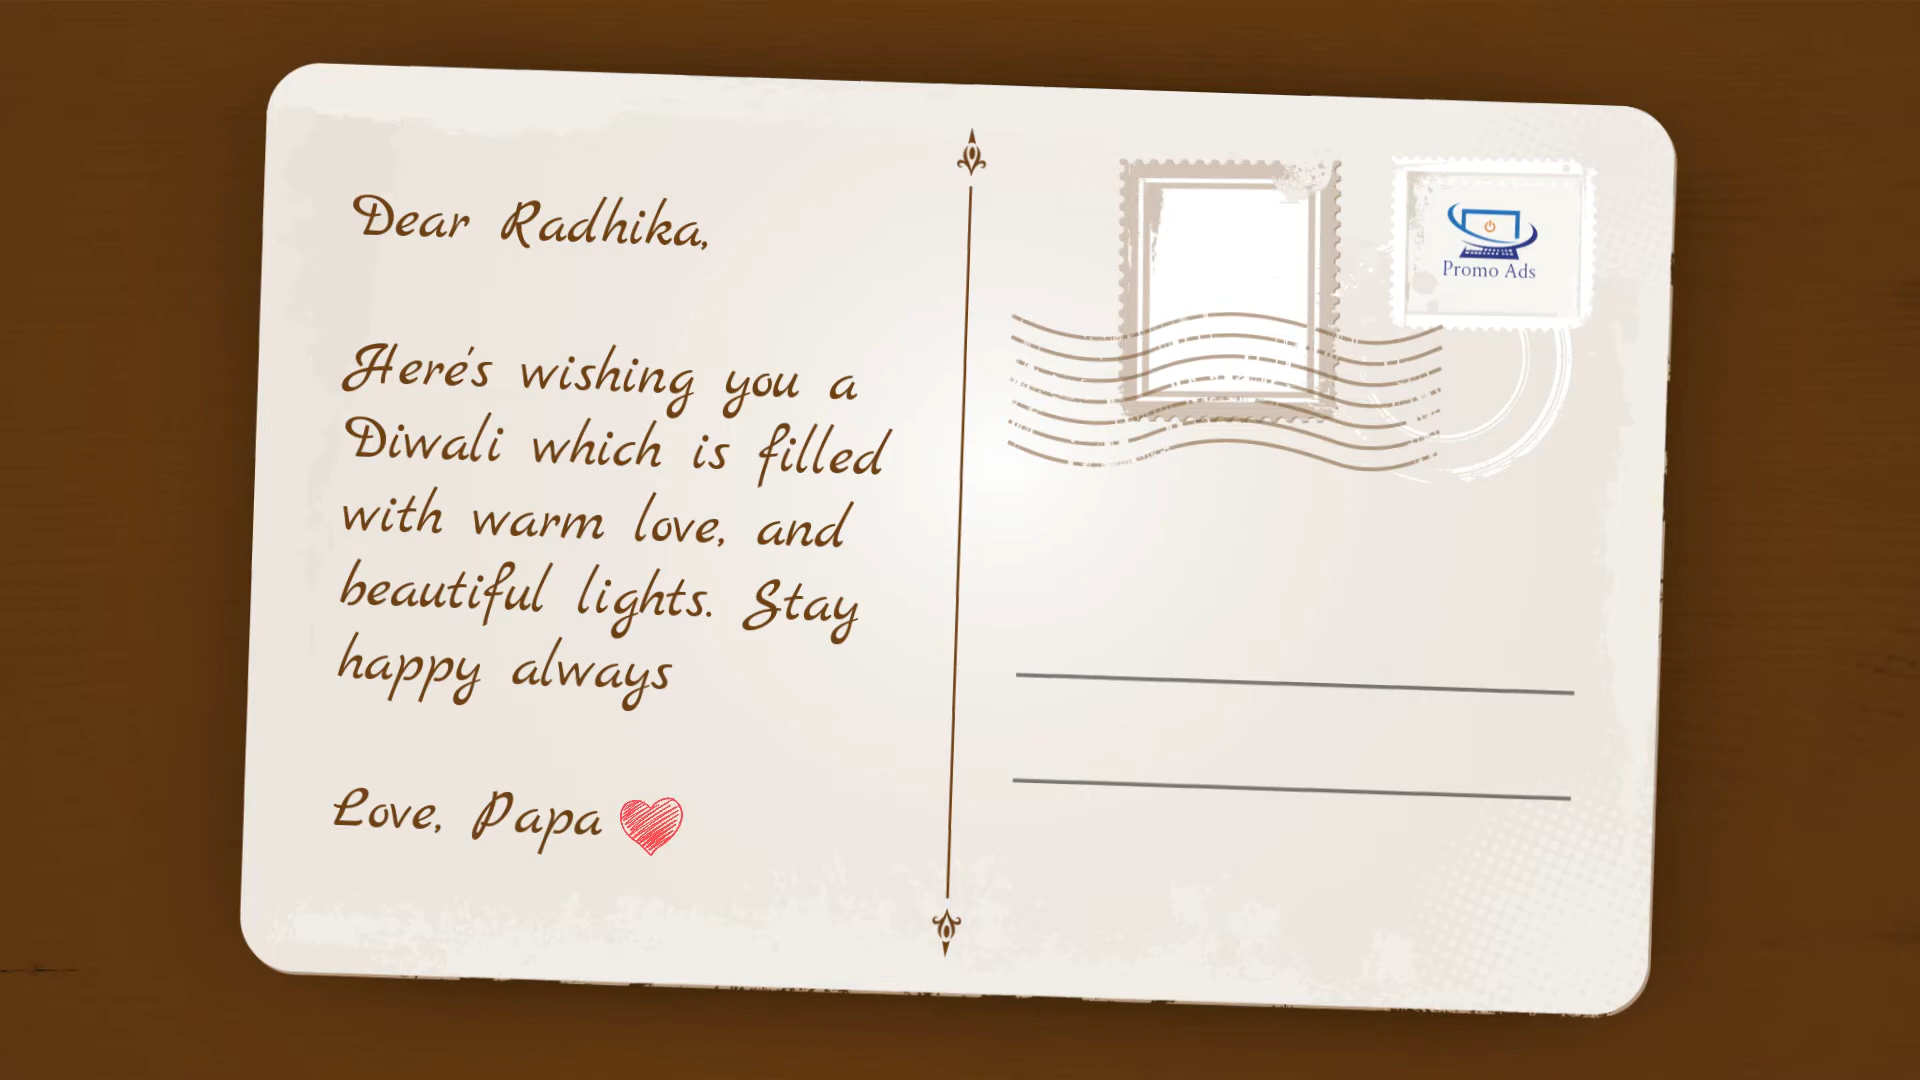 Dear Radhika,
Here's wishing you a
Diwali which is filled
with warm love, and
beautiful lights. Stay
happy always
Love, Papa
Promo Ads